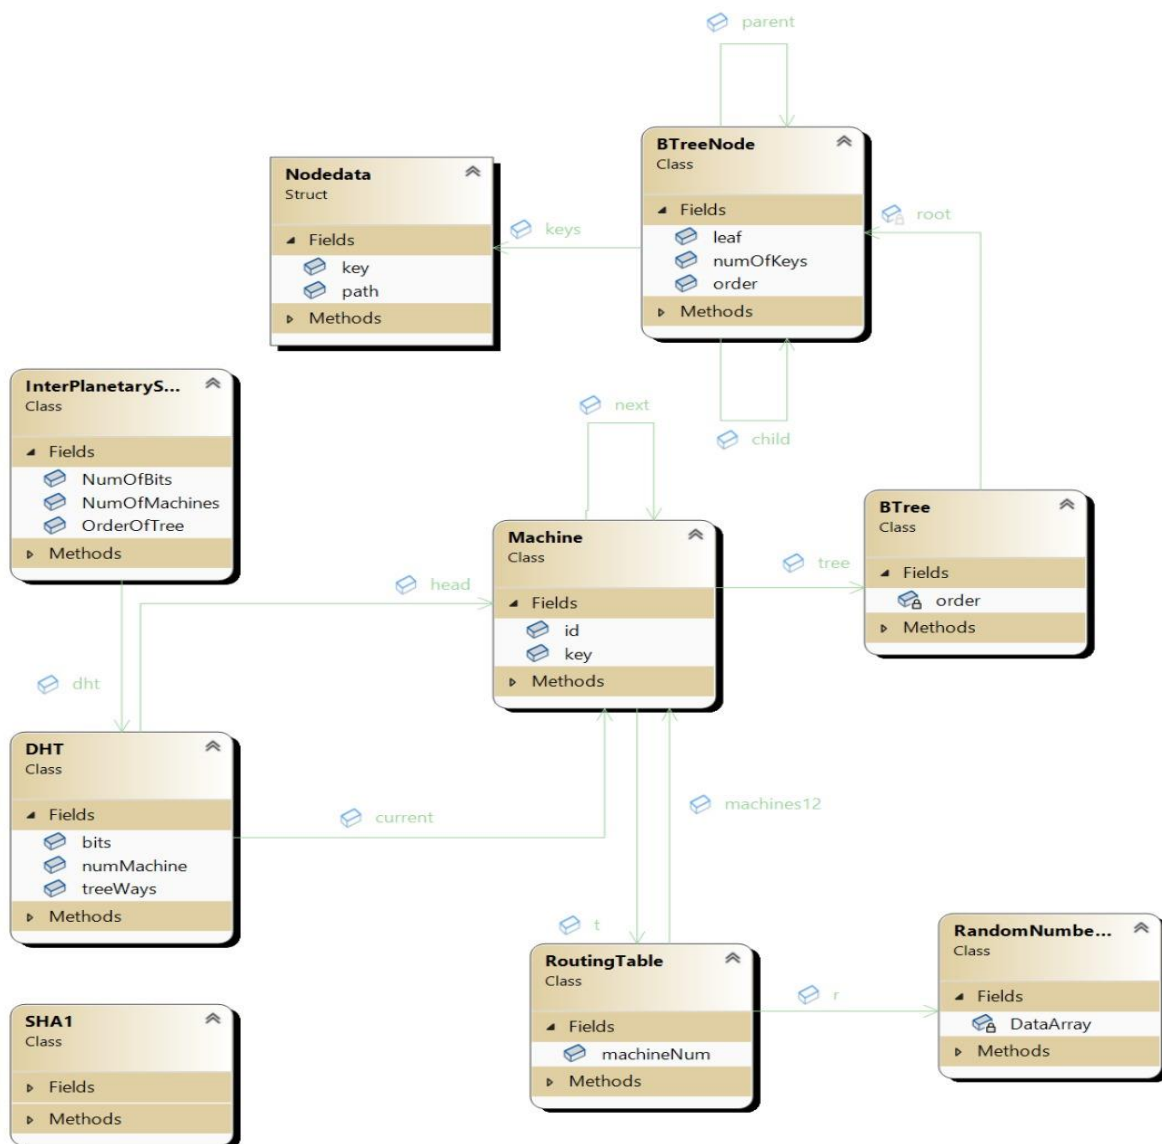 parent
BTreeNode
Class
Fields
leaf
numOfKeys
order
Methods
root
Nodedata
Struct
Fields
key
path
Methods
keys
InterPlanetaryS...
Class
Fields
NumOfBits
NumOfMachines
OrderOfTree
Methods
next
child
Machine
Class
Fields
id
key
Methods
tree
BTree
Class
Fields
order
Methods
head
dht
DHT
Class
Fields
bits
numMachine
treeWays
Methods
current
machines12
t
RoutingTable
Class
Fields
machineNum
Methods
r
RandomNumbe...
Class
Fields
DataArray
Methods
SHA1
Class
Fields
Methods